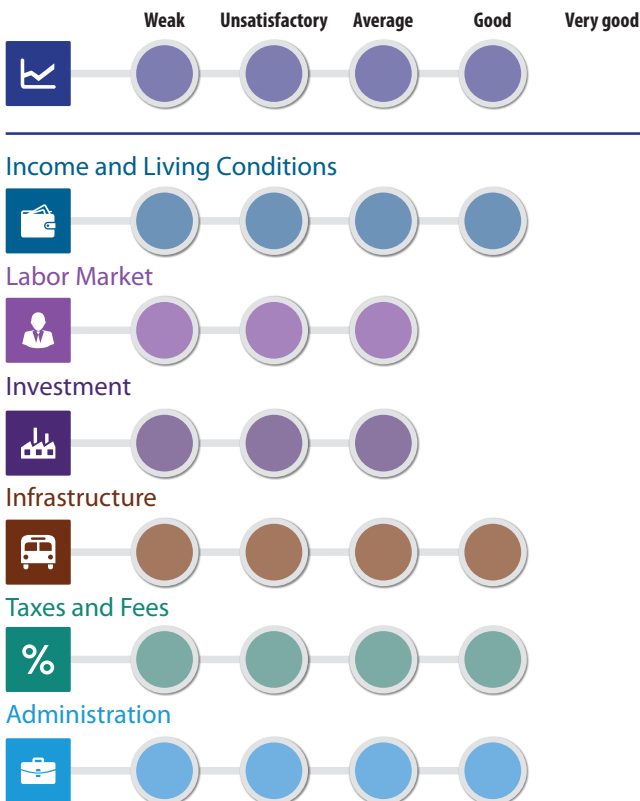 Weak Unsatisfactory Average Good Very good
Income and Living Conditions
Labor Market
Investment
Infrastructure
Taxes and Fees
%
Administration